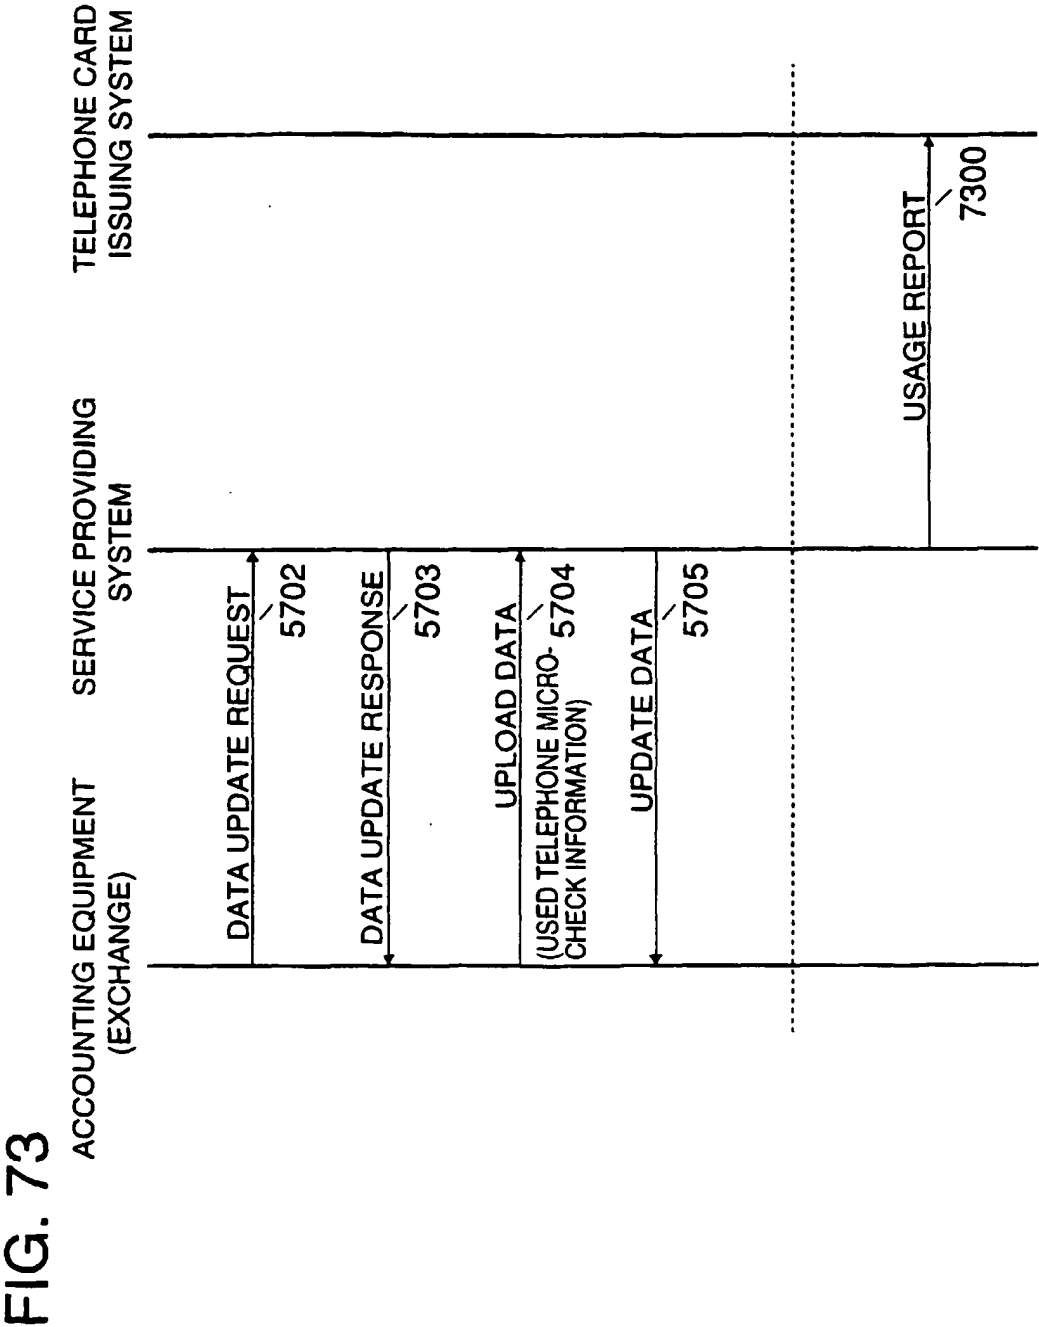 FIG. 73
ACCOUNTING EQUIPMENT
(EXCHANGE)
SERVICE PROVIDING
SYSTEM
TELEPHONE CARD
ISSUING SYSTEM
DATA UPDATE REQUEST
5702
DATA UPDATE RESPONSE
5703
UPLOAD DATA
5704
(USED TELEPHONE MICRO-
CHECK INFORMATION)
UPDATE DATA
5705
USAGE REPORT
7300